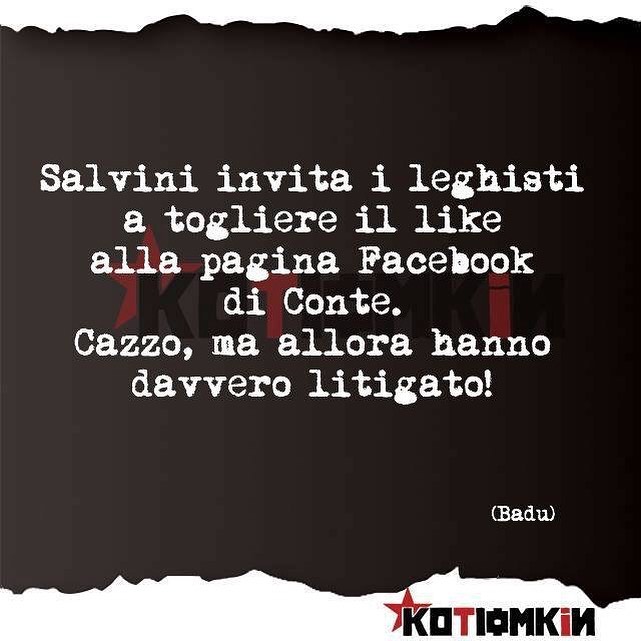 Salvini invita i leghisti
a togliere il like
alla pagina Facebook
di Conte.
Cazzo, ma allora hanno
davvero litigato!
KOTIOMKIN
(Badu)
KOTIOMKIN